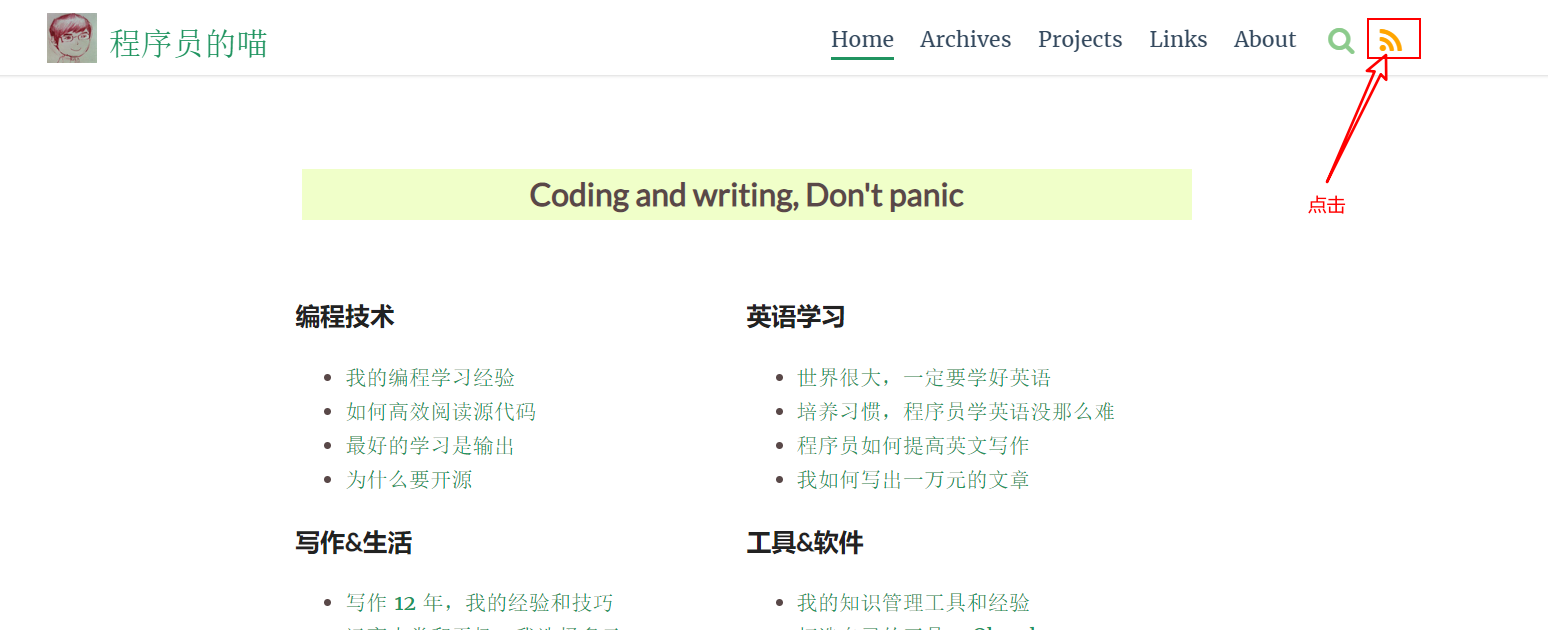 程序员的喵
Home Archives Projects Links About
点击
Coding and writing, Don't panic
编程技术
我的编程学习经验
如何高效阅读源代码
最好的学习是输出
为什么要开源
英语学习
世界很大，一定要学好英语
培养习惯，程序员学英语没那么难
程序员如何提高英文写作
我如何写出一万元的文章
写作&生活
写作 12 年，我的经验和技巧
工具&软件
我的知识管理工具和经验